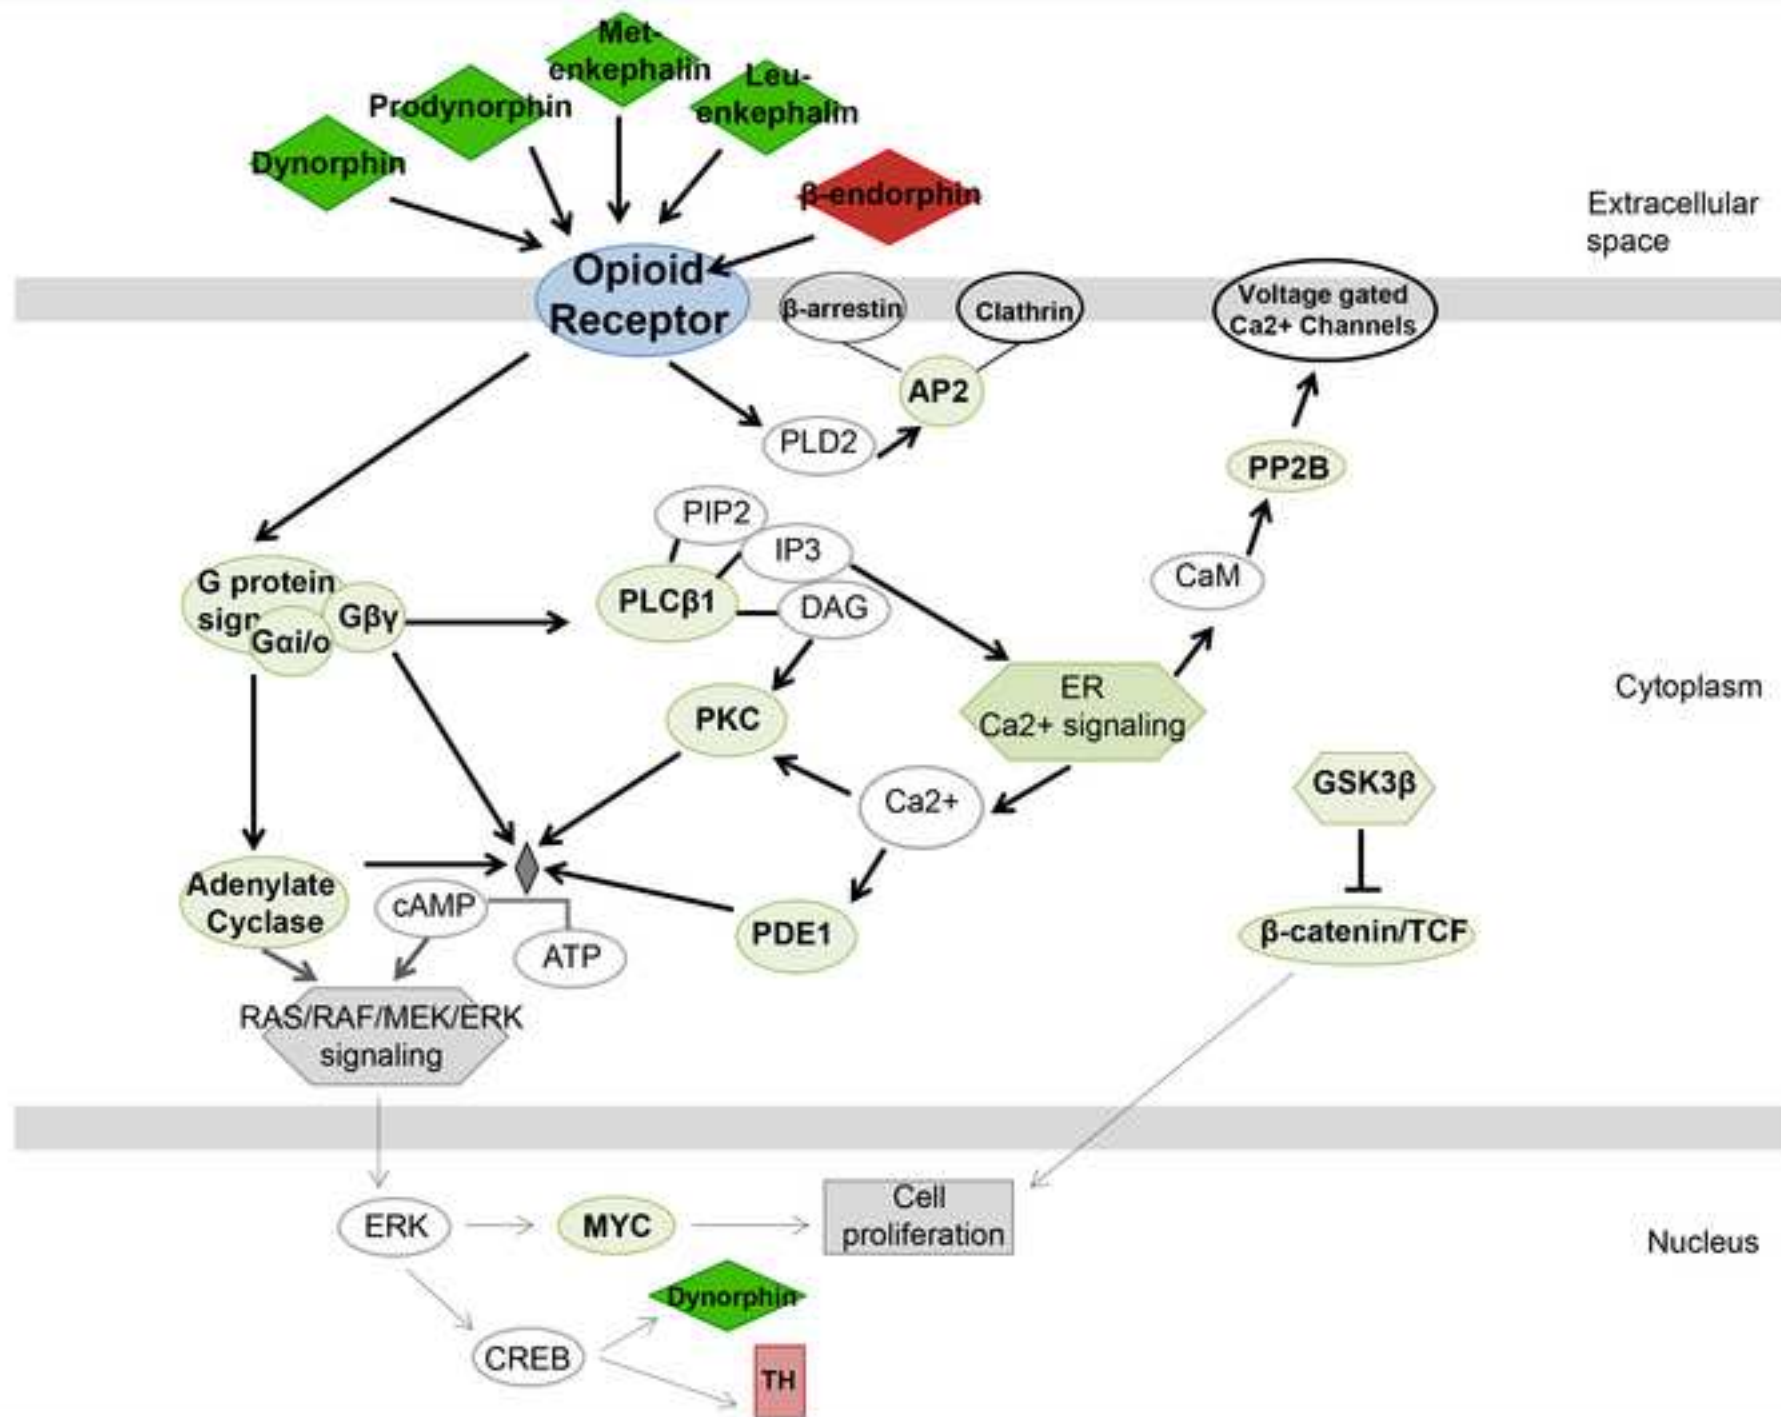 Met-
enkephalin
Leu-
enkephalin
Prodynorphin
Dynorphin
β-endorphin
Extracellular
space
Opioid
Receptor
β-arrestin
Clathrin
Voltage gated
Ca2+ Channels
AP2
PLD2
PP2B
PIP2
IP3
CaM
G protein
sign
Gαi/o
Gβγ
PLCβ1
DAG
ER
Ca2+ signaling
Cytoplasm
PKC
Ca2+
GSK3β
Adenylate
Cyclase
cAMP
ATP
PDE1
β-catenin/TCF
RAS/RAF/MEK/ERK
signaling
ERK
MYC
Cell
proliferation
Nucleus
Dynorphin
CREB
TH